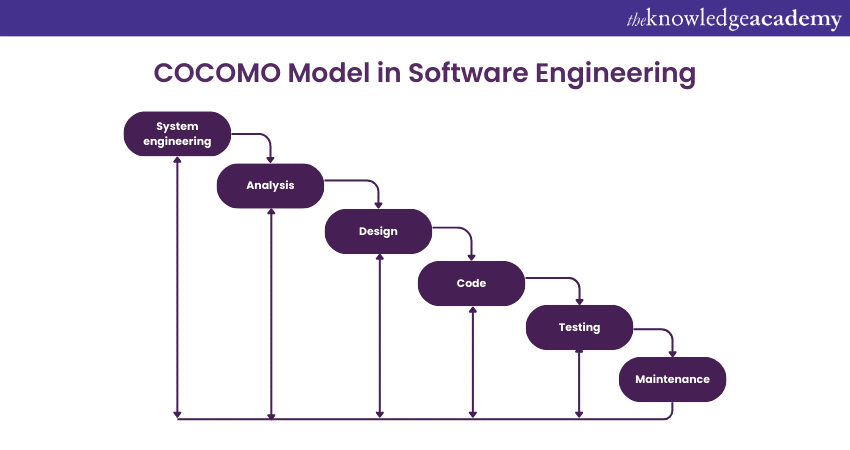 theknowledgeacademy
COCOMO Model in Software Engineering
System
engineering
Analysis
Design
Code
Testing
Maintenance